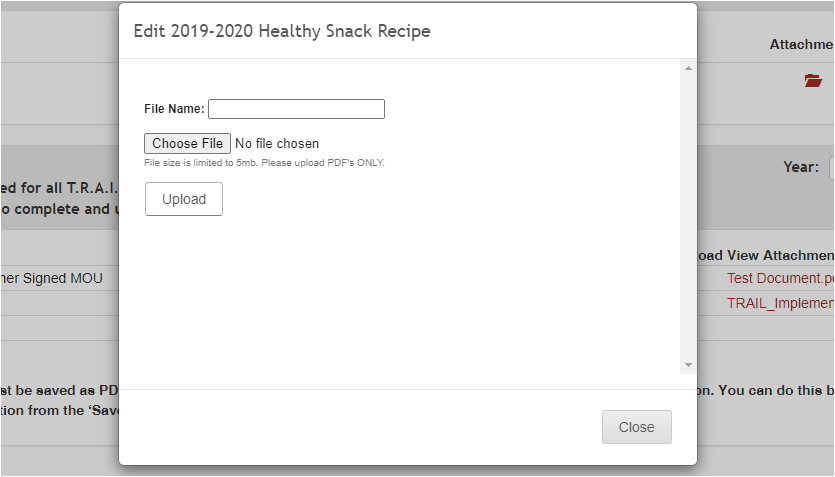 Edit 2019-2020 Healthy Snack Recipe
File Name:
Choose File No file chosen
File size is limited to 5mb. Please upload PDF's ONLY.
Upload
Close
Attachme
Year:
ed for all T.R.A.I.
o complete and u
oad View Attachmen
ner Signed MOU
Test Document.p
TRAIL_Implemen
st be saved as PD
on. You can do this b
tion from the ‘Save